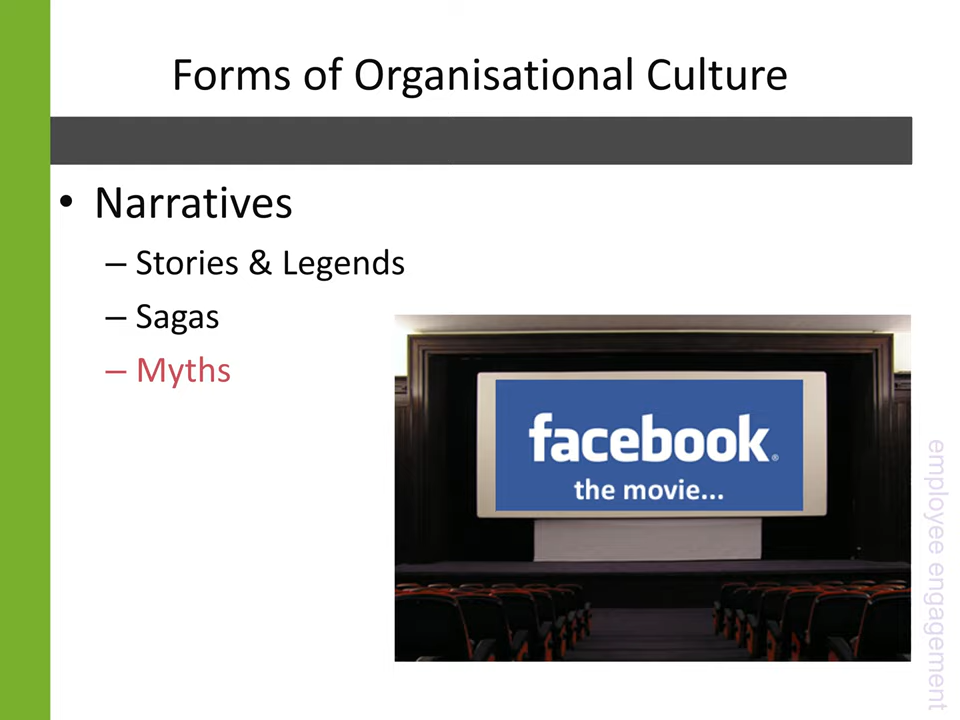 Forms of Organisational Culture
• Narratives
– Stories & Legends
– Sagas
– Myths
facebook®
the movie...
employee engagement